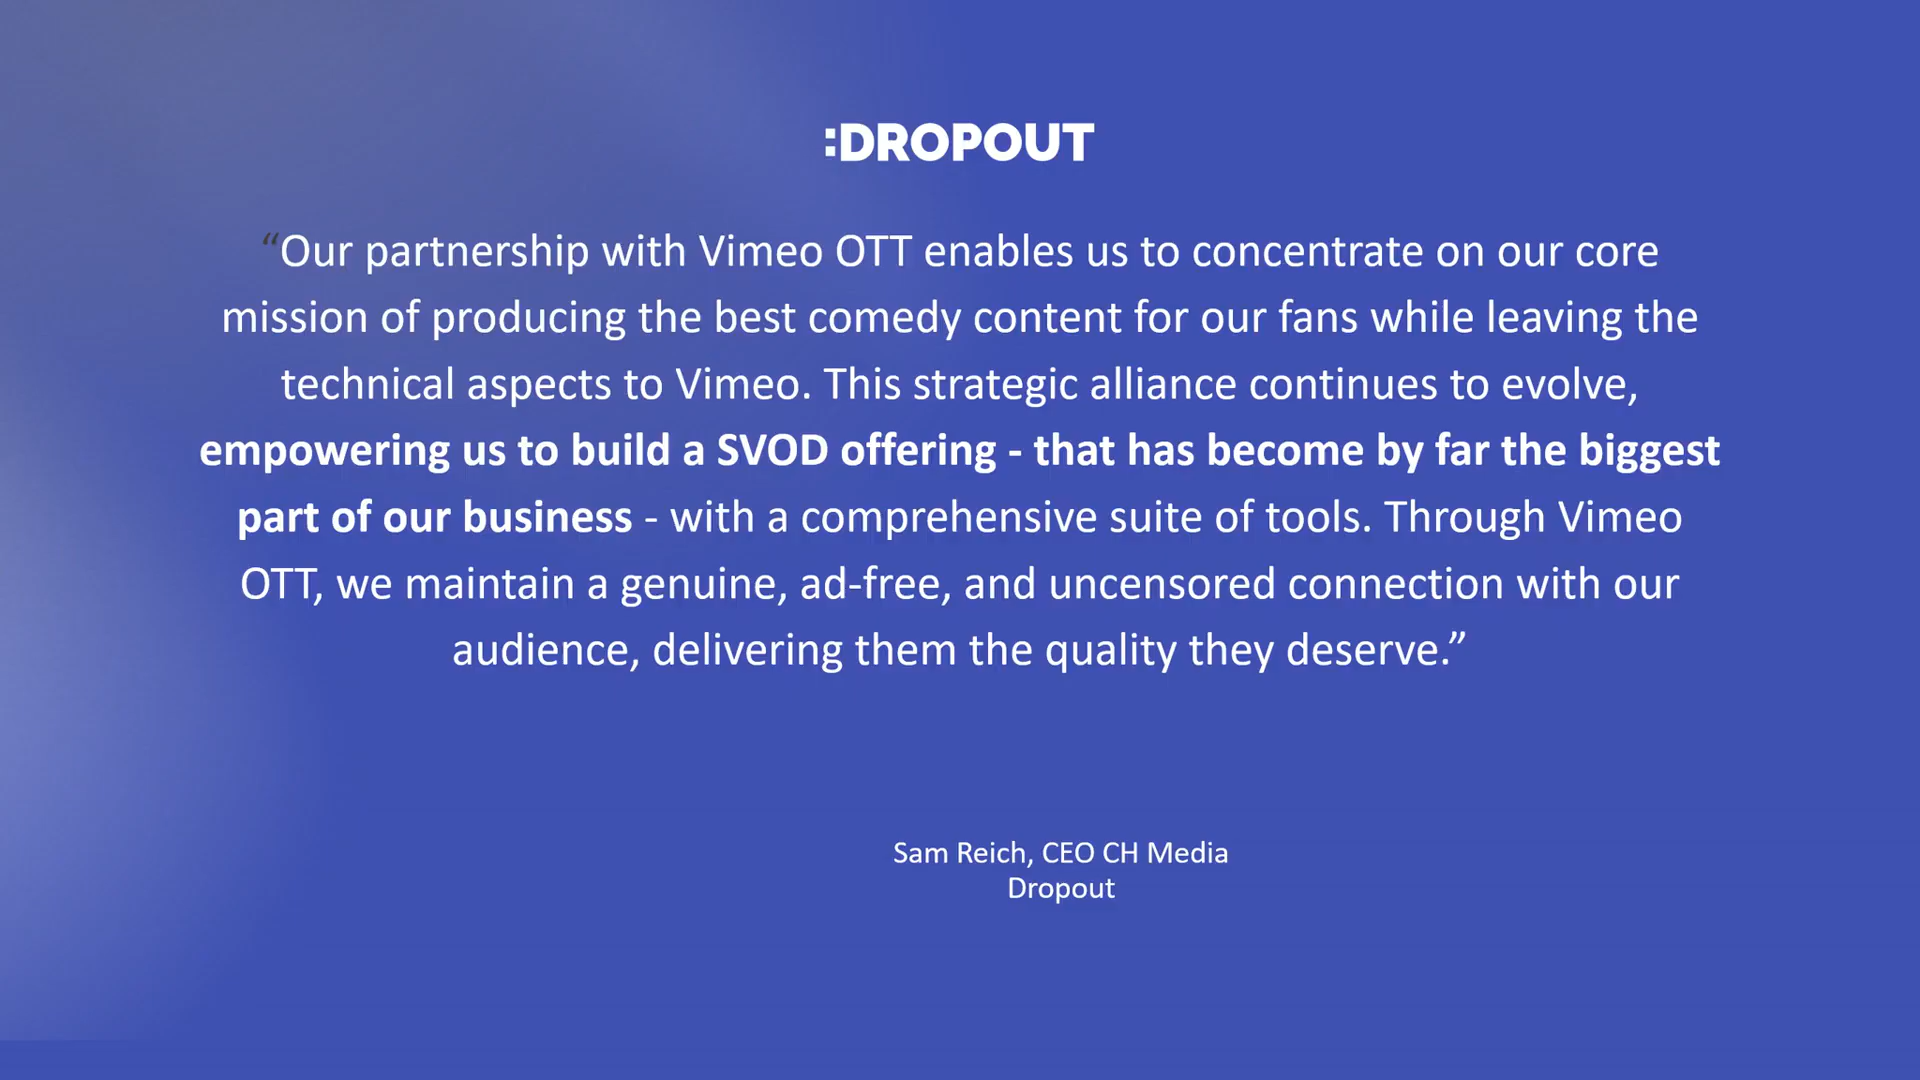 :DROPOUT
“Our partnership with Vimeo OTT enables us to concentrate on our core
mission of producing the best comedy content for our fans while leaving the
technical aspects to Vimeo. This strategic alliance continues to evolve,
empowering us to build a SVOD offering - that has become by far the biggest
part of our business - with a comprehensive suite of tools. Through Vimeo
OTT, we maintain a genuine, ad-free, and uncensored connection with our
audience, delivering them the quality they deserve.”
Sam Reich, CEO CH Media
Dropout